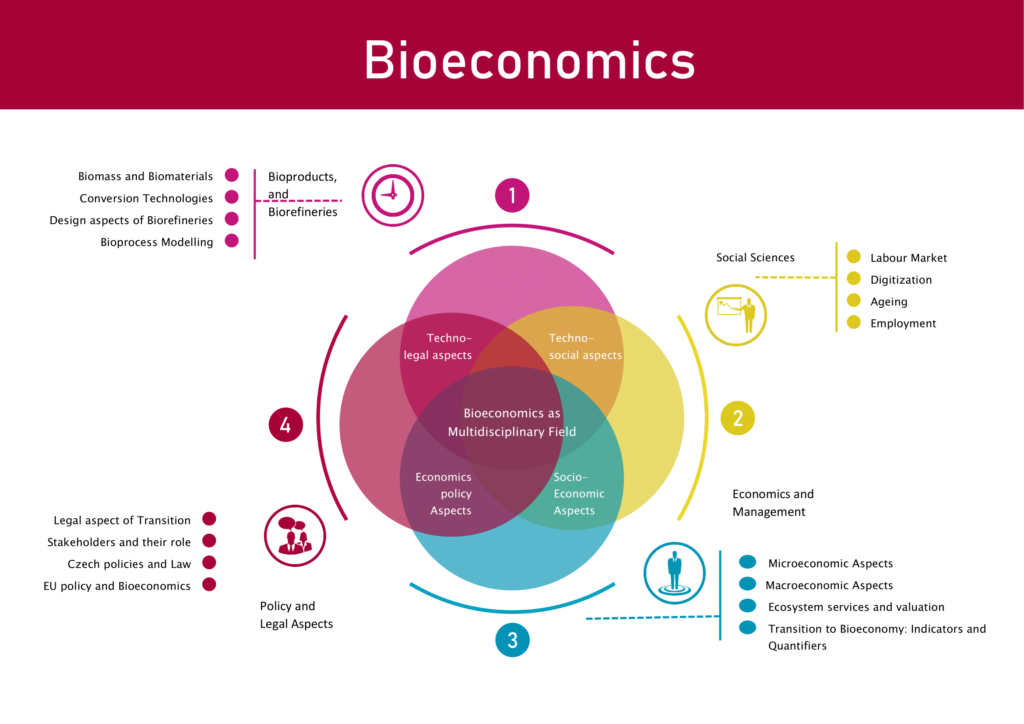 Bioeconomics
Biomass and Biomaterials
Conversion Technologies
Design aspects of Biorefineries
Bioprocess Modelling
Bioproducts,
and
Biorefineries
1
Social Sciences
Labour Market
Digitization
Ageing
Employment
Techno-
legal aspects
Techno-
social aspects
4
Bioeconomics as
Multidisciplinary Field
2
Economics
policy
Aspects
Socio-
Economic
Aspects
Economics and
Management
Legal aspect of Transition
Stakeholders and their role
Czech policies and Law
EU policy and Bioeconomics
Policy and
Legal Aspects
3
Microeconomic Aspects
Macroeconomic Aspects
Ecosystem services and valuation
Transition to Bioeconomy: Indicators and
Quantifiers